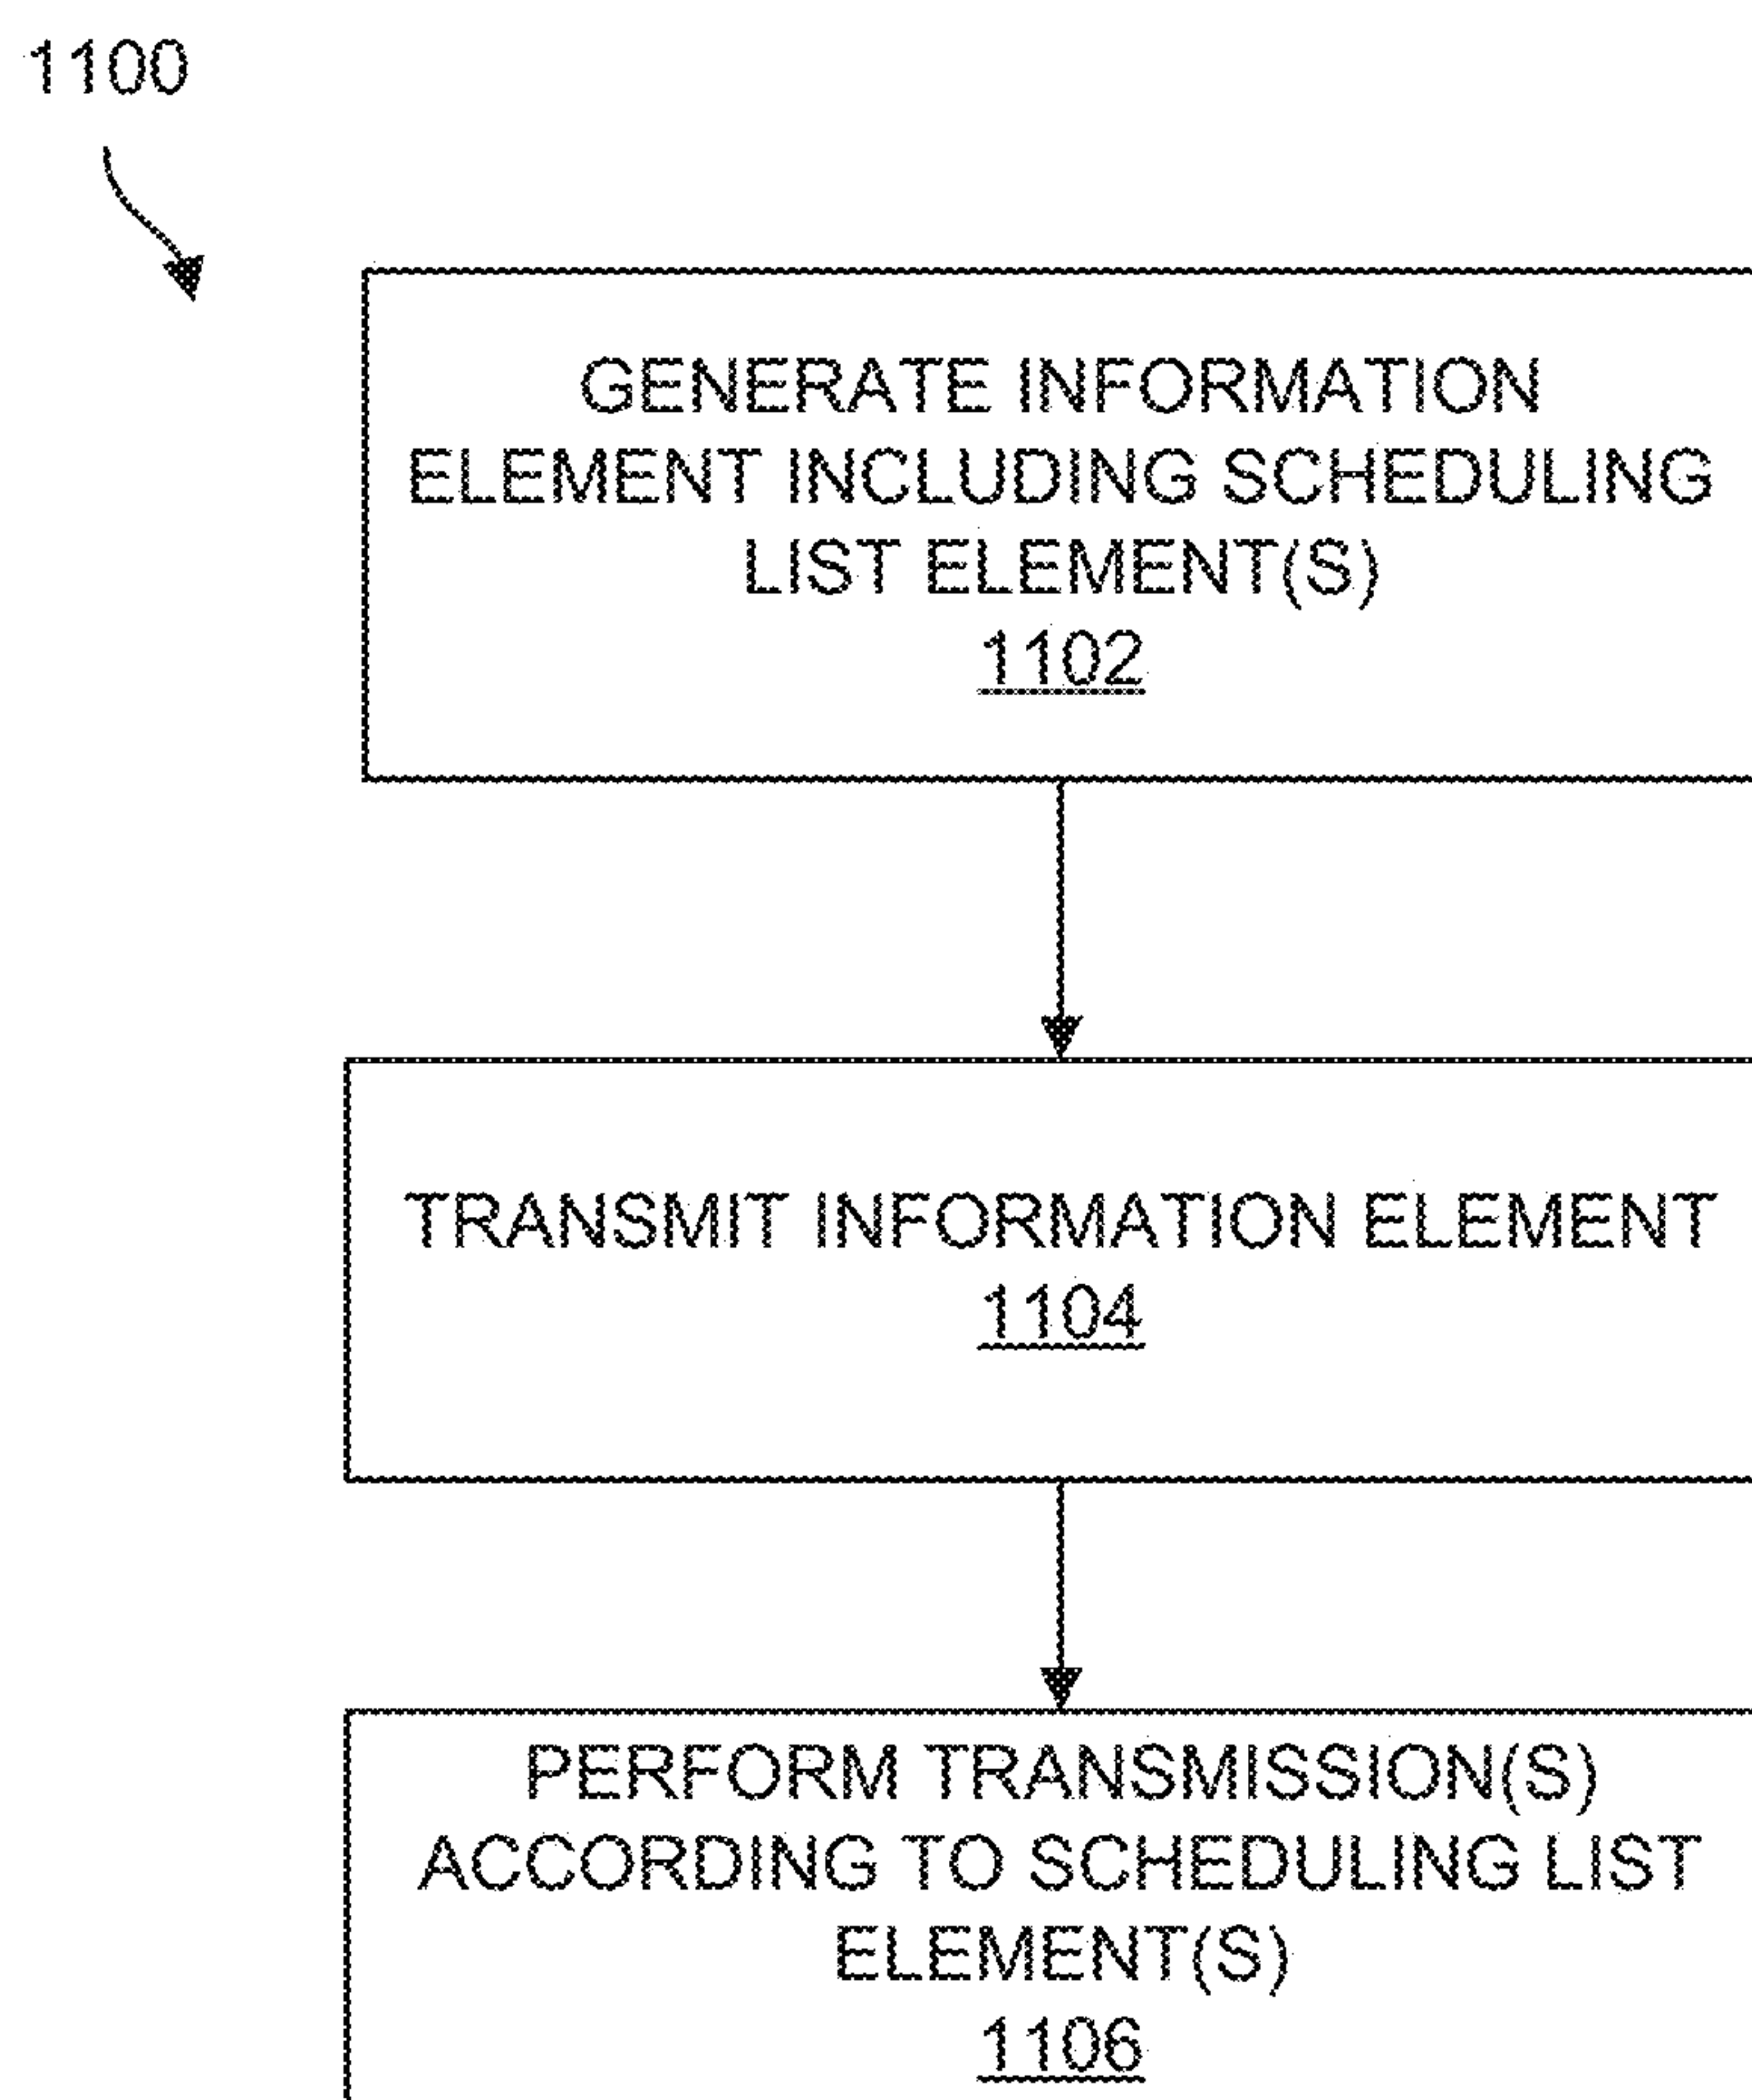 1100
GENERATE INFORMATION
ELEMENT INCLUDING SCHEDULING
LIST ELEMENT(S)
1102
TRANSMIT INFORMATION ELEMENT
1104
PERFORM TRANSMISSION(S)
ACCORDING TO SCHEDULING LIST
ELEMENT(S)
1106